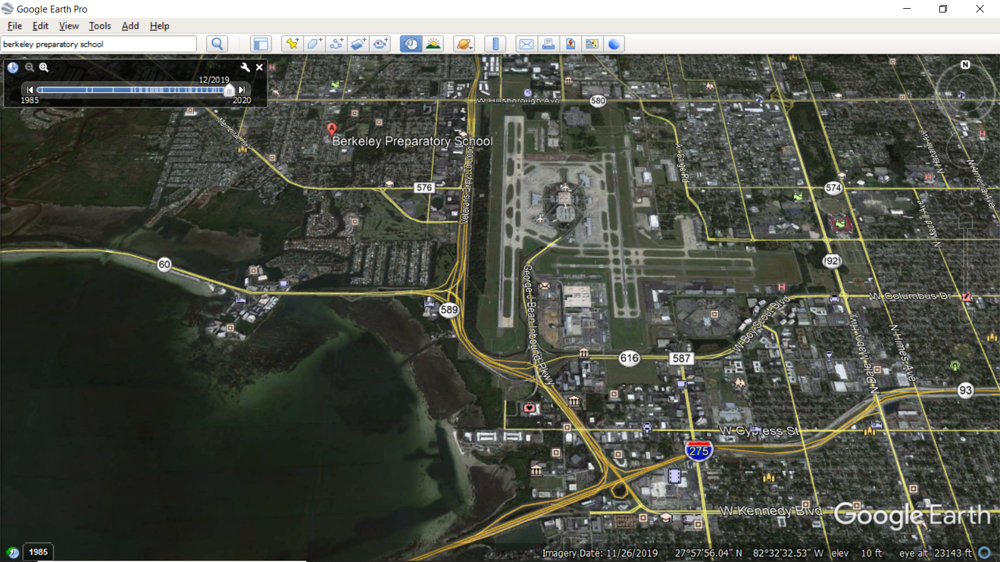 Google Earth Pro
File Edit View Tools Add Help
berkeley preparatory school
12/2019
1985 2020
N
W Hillsborough Ave
580
Memorial Hwy
A
Berkeley Preparatory School
Veterans Expy Toll
N Habana Ave
N Armenia Ave
576
574
N Macdill Ave
60
92
George J Bean Inbound Pkwy
589
W Columbus Dr
W Boy Scout Blvd
N Dale Mabry Hwy
N Himes Ave
616
587
93
W Cypress St
275
W Kennedy Blvd
Google Earth
1985
Imagery Date: 11/26/2019 27°57'56.04" N 82°32'32.53" W elev 10 ft eye alt 23143 ft